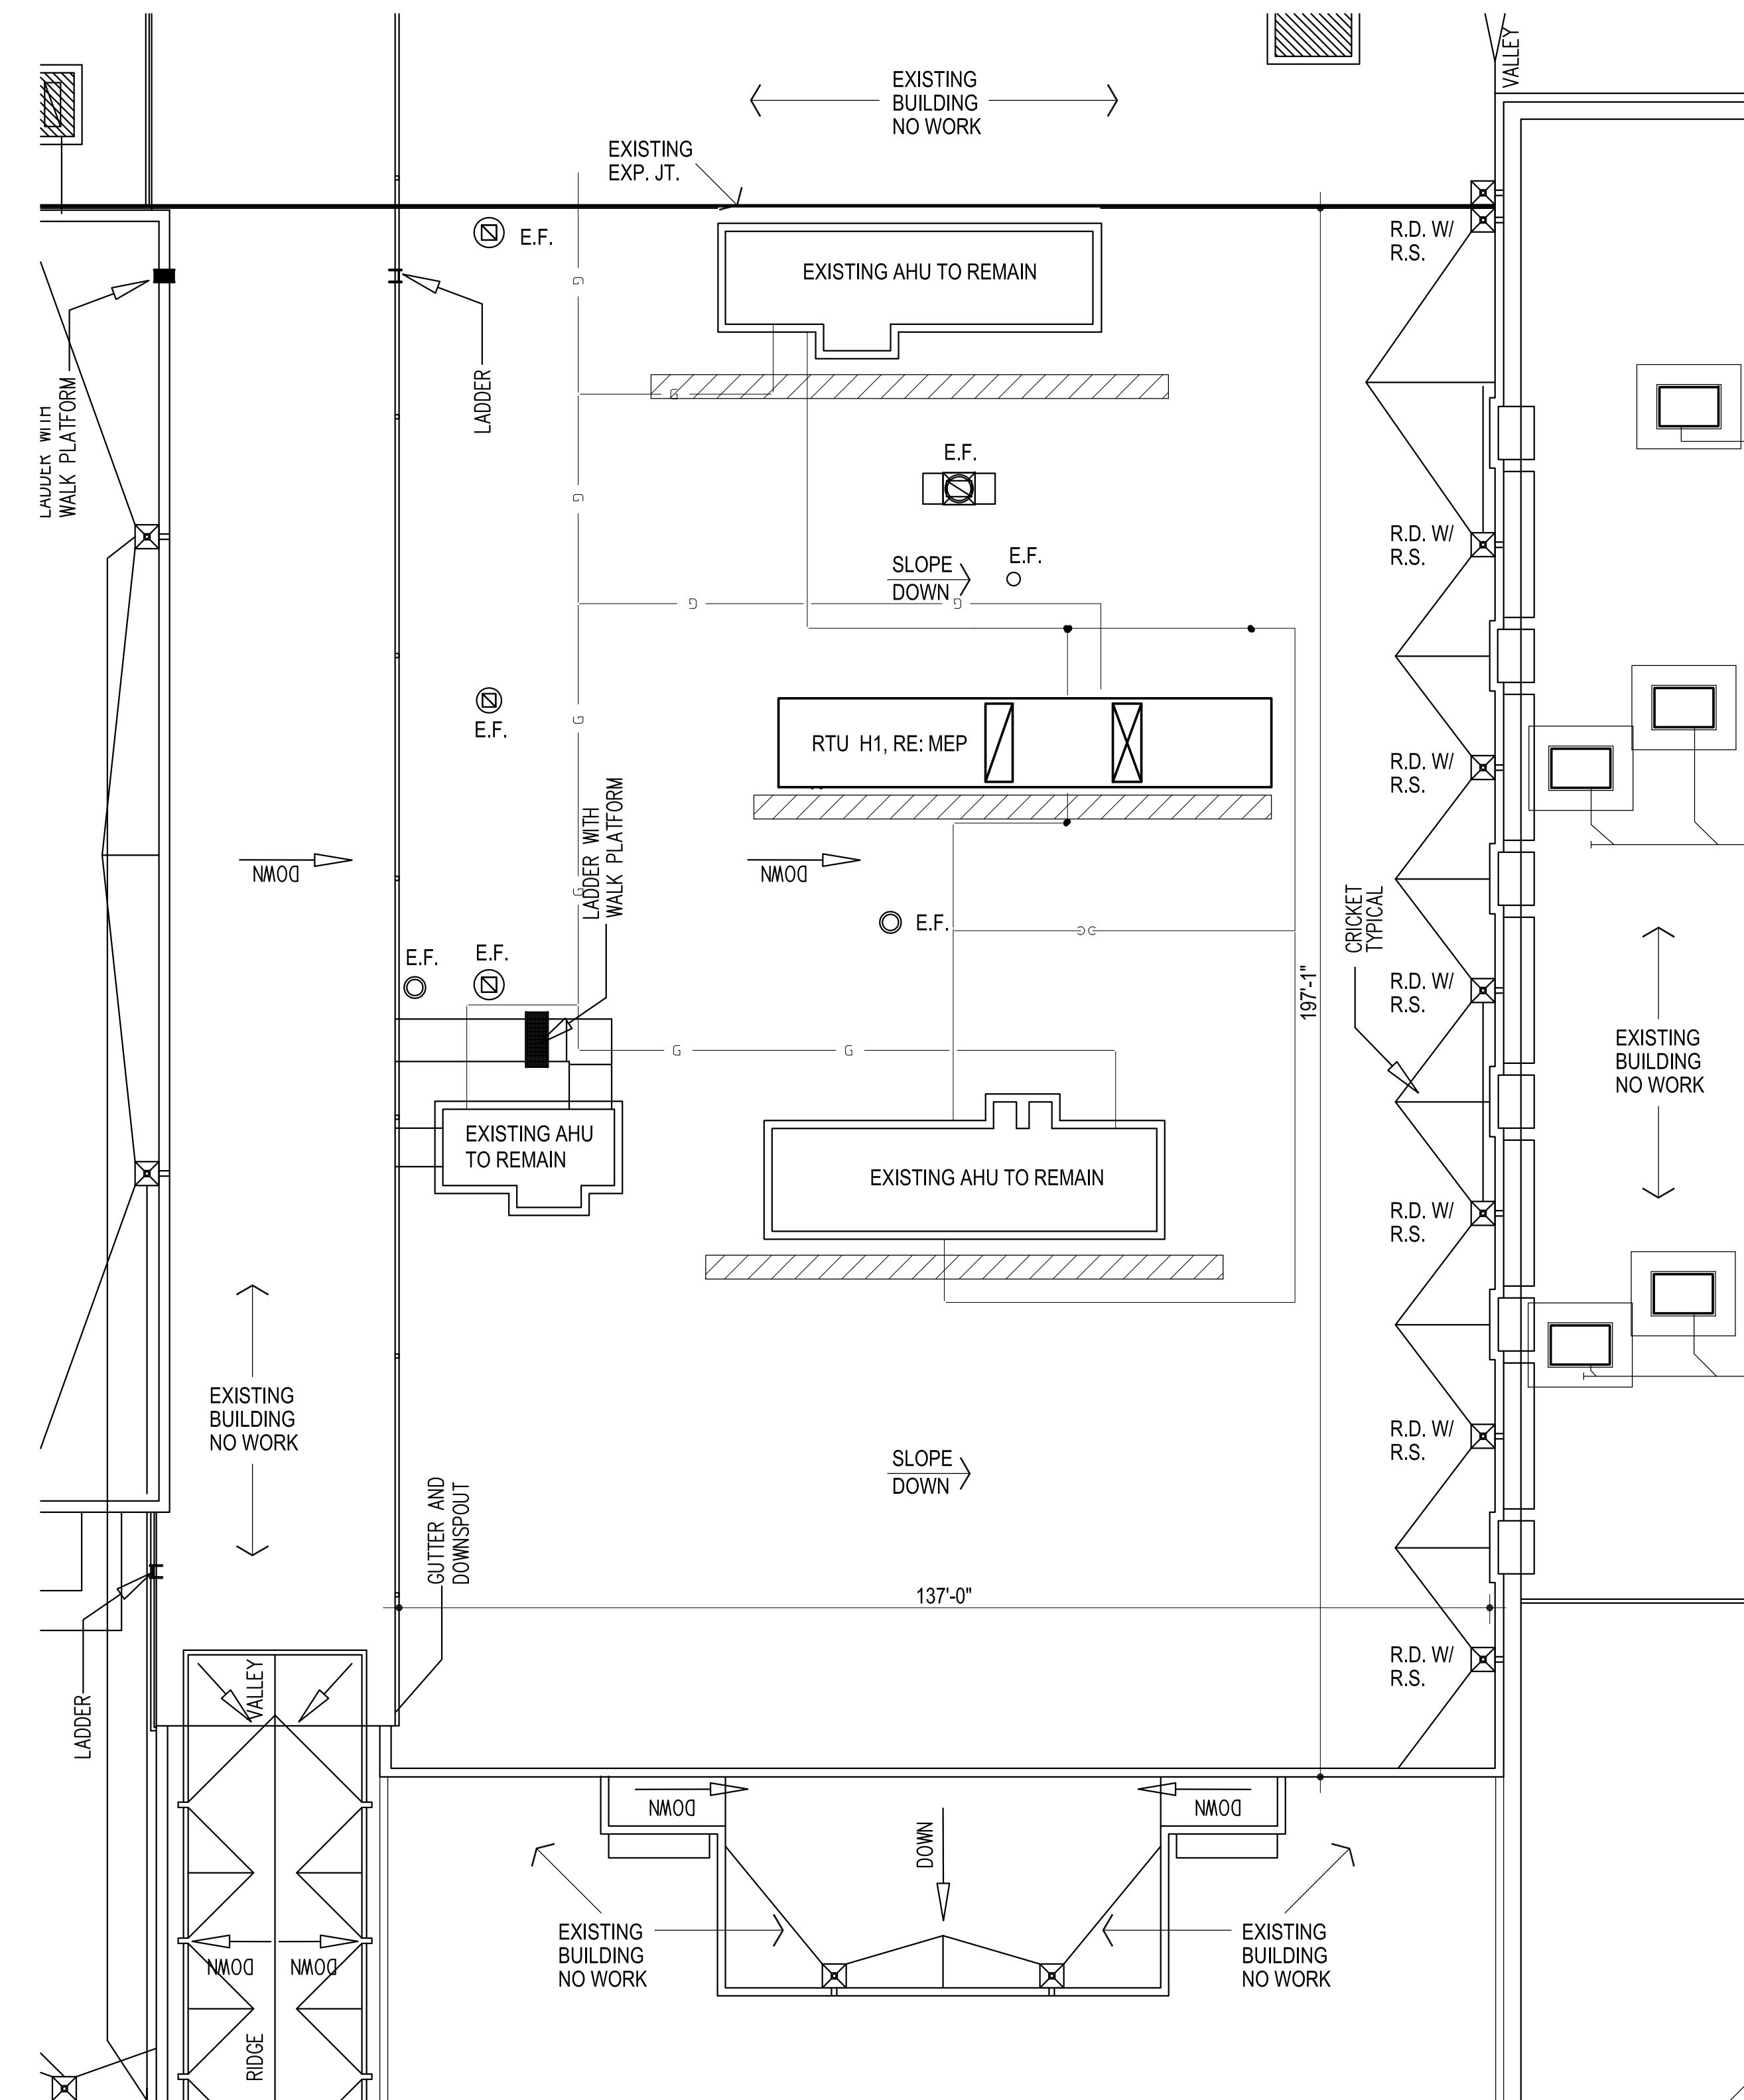 VALLEY
EXISTING
BUILDING
NO WORK
EXISTING
EXP. JT.
E.F.
R.D. W/
R.S.
EXISTING AHU TO REMAIN
G
LADDER WITH
WALK PLATFORM
LADDER
G
E.F.
G
R.D. W/
R.S.
E.F.
SLOPE
DOWN
G
G
E.F.
G
RTU H1, RE: MEP
R.D. W/
R.S.
LADDER WITH
WALK PLATFORM
DOWN
DOWN
G
CRICKET
TYPICAL
E.F.
GG
E.F.
E.F.
197'-1"
R.D. W/
R.S.
G
G
EXISTING
BUILDING
NO WORK
EXISTING AHU
TO REMAIN
EXISTING AHU TO REMAIN
R.D. W/
R.S.
EXISTING
BUILDING
NO WORK
R.D. W/
R.S.
SLOPE
DOWN
GUTTER AND
DOWNSPOUT
137'-0"
R.D. W/
R.S.
VALLEY
LADDER
DOWN
DOWN
DOWN
EXISTING
BUILDING
NO WORK
EXISTING
BUILDING
NO WORK
DOWN
DOWN
RIDGE